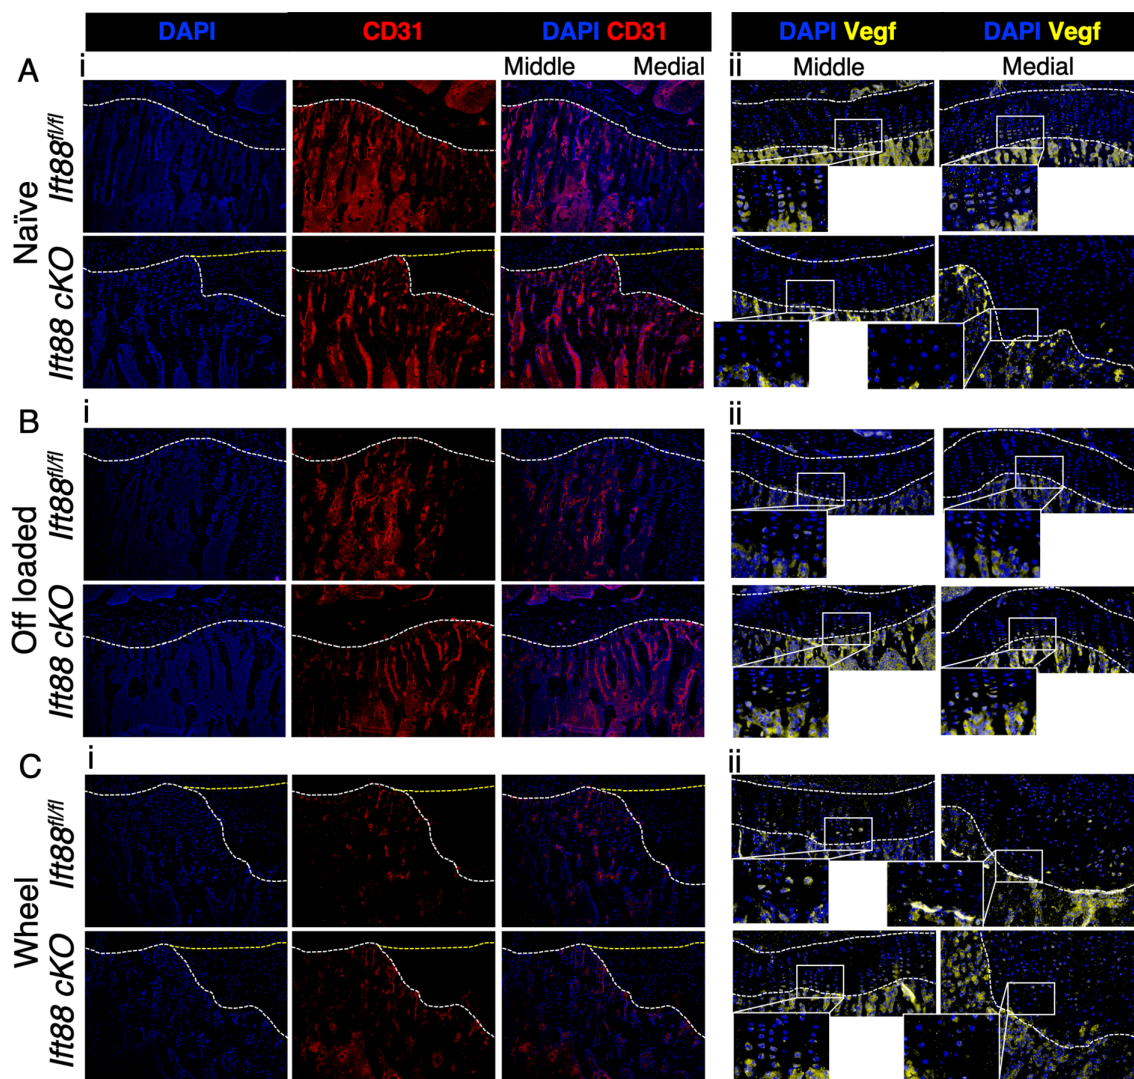 DAPI CD31 DAPI CD31 DAPI Vegf DAPI Vegf
A i Middle Medial ii Middle Medial
Naïve
Ift88fl/fl
Ift88 cKO
B i ii
Off loaded
Ift88fl/fl
Ift88 cKO
C i ii
Wheel
Ift88fl/fl
Ift88 cKO